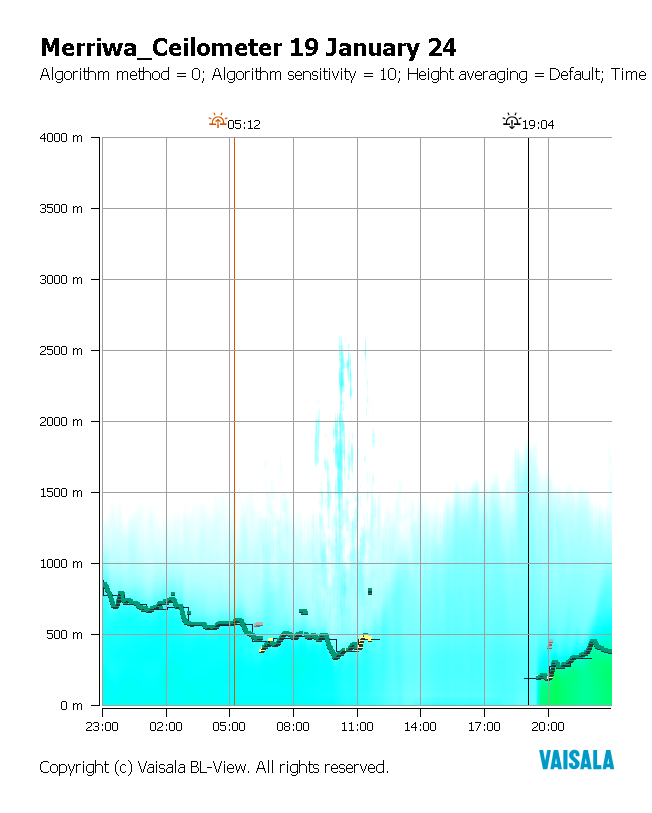 Merriwa_Ceilometer 19 January 24
Algorithm method = 0; Algorithm sensitivity = 10; Height averaging = Default; Time
05:12 19:04
4000 m
3500 m
3000 m
2500 m
2000 m
1500 m
1000 m
500 m
0 m
23:00 02:00 05:00 08:00 11:00 14:00 17:00 20:00
Copyright (c) Vaisala BL-View. All rights reserved.
VAISALA